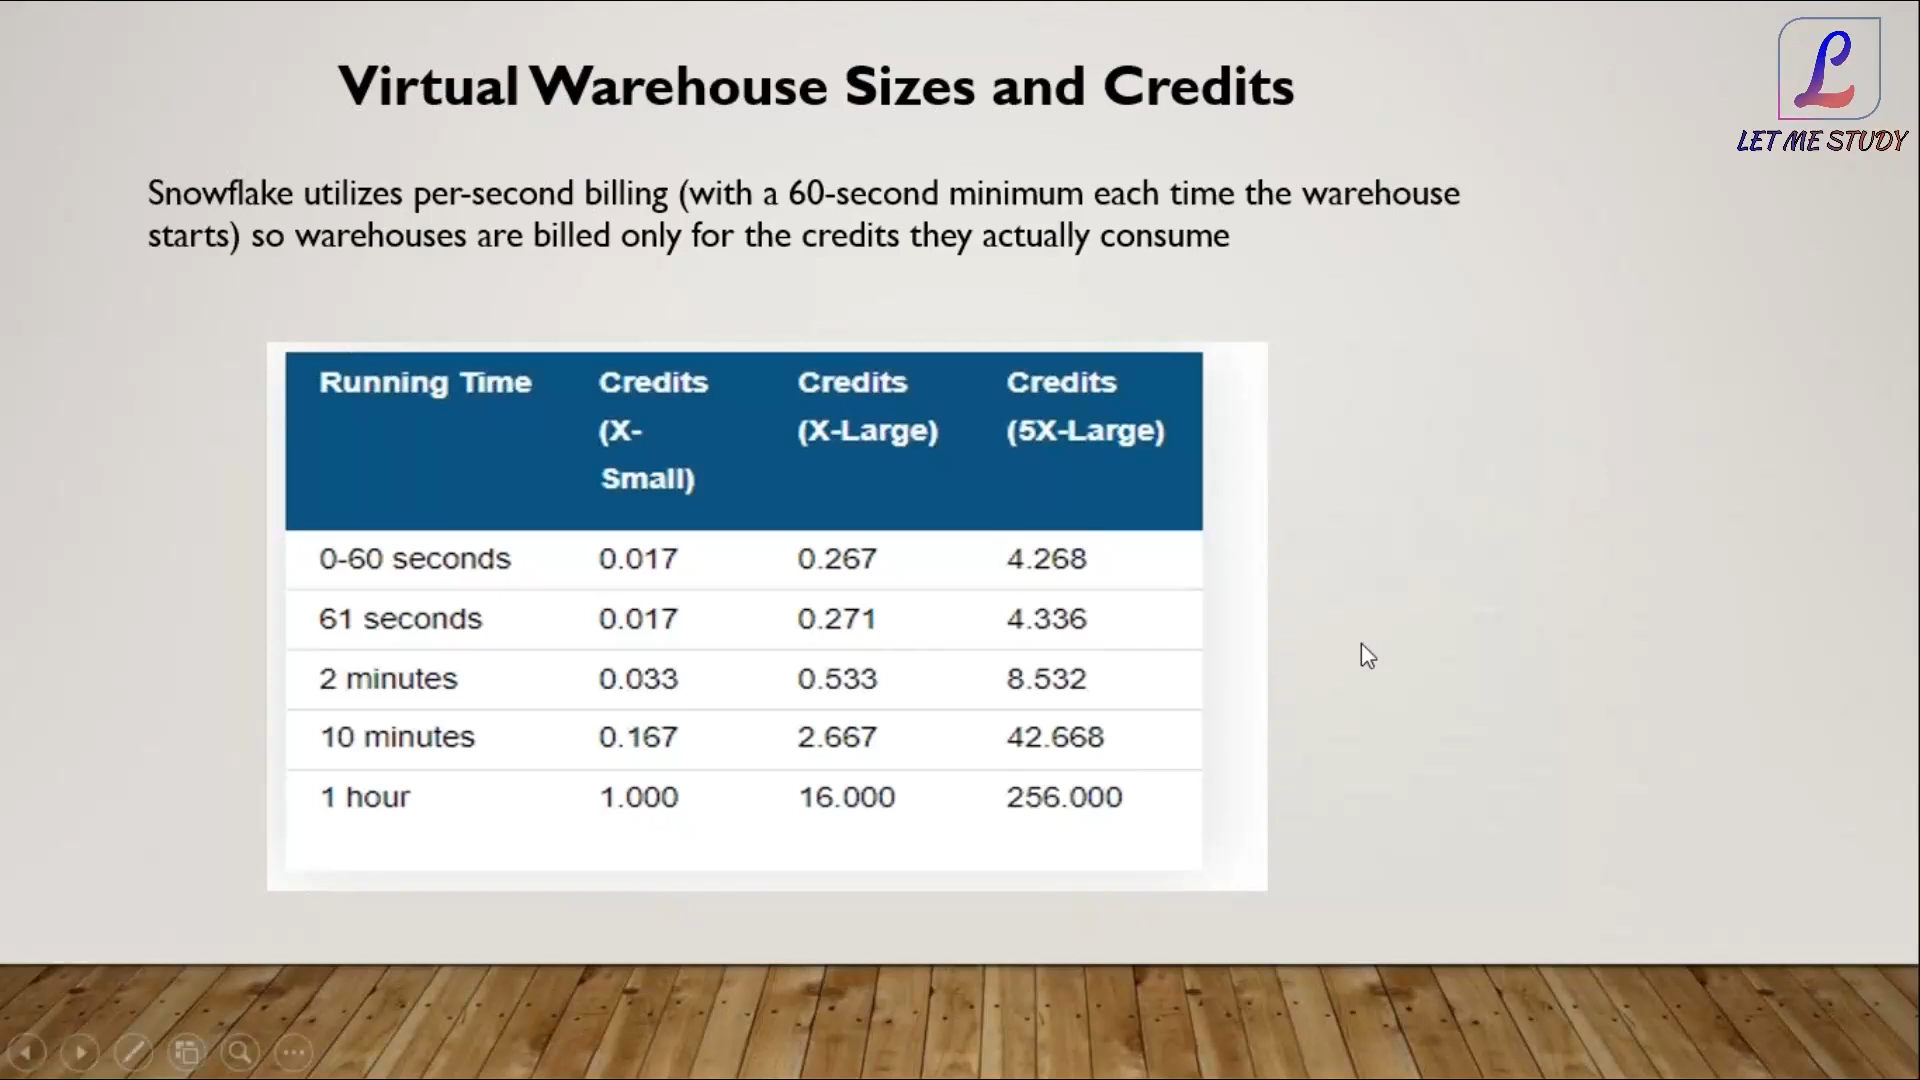 Virtual Warehouse Sizes and Credits
L
LET ME STUDY
Snowflake utilizes per-second billing (with a 60-second minimum each time the warehouse
starts) so warehouses are billed only for the credits they actually consume
Running Time Credits (X-Small) Credits (X-Large) Credits (5X-Large)
0-60 seconds 0.017 0.267 4.268
61 seconds 0.017 0.271 4.336
2 minutes 0.033 0.533 8.532
10 minutes 0.167 2.667 42.668
1 hour 1.000 16.000 256.000